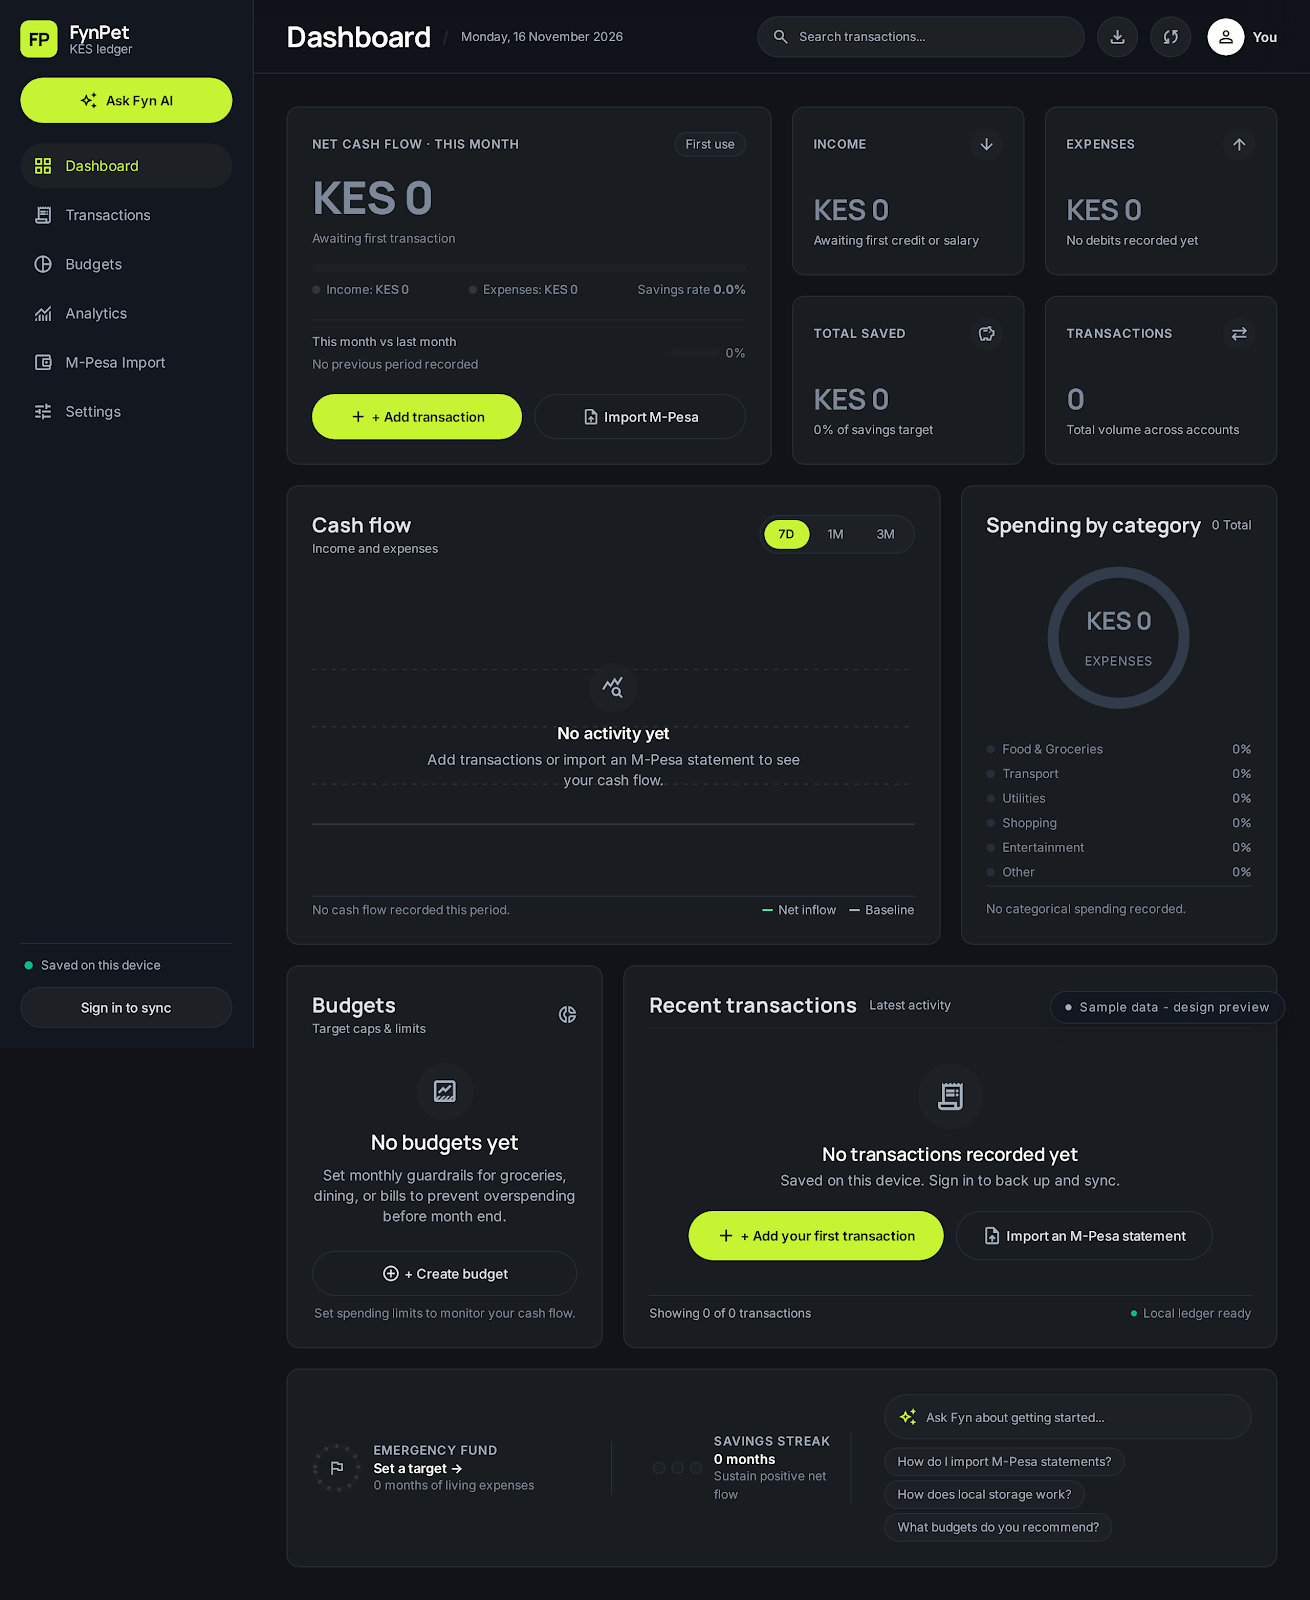 FP
FynPet
KES ledger
Ask Fyn AI
Dashboard
Transactions
Budgets
Analytics
M-Pesa Import
Settings
Saved on this device
Sign in to sync
Dashboard / Monday, 16 November 2026
Search transactions...
You
NET CASH FLOW · THIS MONTH
First use
KES 0
Awaiting first transaction
Income: KES 0
Expenses: KES 0
Savings rate 0.0%
This month vs last month
No previous period recorded
0%
+ Add transaction
Import M-Pesa
INCOME
KES 0
Awaiting first credit or salary
EXPENSES
KES 0
No debits recorded yet
TOTAL SAVED
KES 0
0% of savings target
TRANSACTIONS
0
Total volume across accounts
Cash flow
Income and expenses
7D
1M
3M
No activity yet
Add transactions or import an M-Pesa statement to see
your cash flow.
No cash flow recorded this period.
Net inflow
Baseline
Spending by category
0 Total
KES 0
EXPENSES
Food & Groceries 0%
Transport 0%
Utilities 0%
Shopping 0%
Entertainment 0%
Other 0%
No categorical spending recorded.
Budgets
Target caps & limits
No budgets yet
Set monthly guardrails for groceries,
dining, or bills to prevent overspending
before month end.
+ Create budget
Set spending limits to monitor your cash flow.
Recent transactions
Latest activity
Sample data - design preview
No transactions recorded yet
Saved on this device. Sign in to back up and sync.
+ Add your first transaction
Import an M-Pesa statement
Showing 0 of 0 transactions
Local ledger ready
EMERGENCY FUND
Set a target →
0 months of living expenses
SAVINGS STREAK
0 months
Sustain positive net
flow
Ask Fyn about getting started...
How do I import M-Pesa statements?
How does local storage work?
What budgets do you recommend?